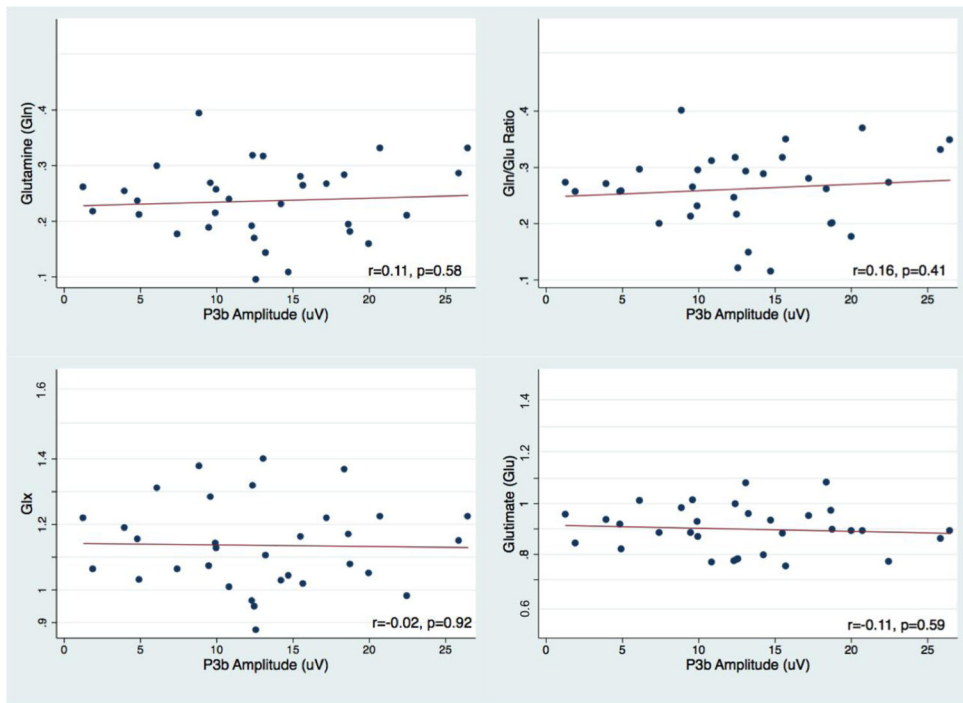 Glutamine (Gln)
.4
.3
.2
.1
r=0.11, p=0.58
0 5 10 15 20 25
P3b Amplitude (uV)
Gln/Glu Ratio
.4
.3
.2
.1
r=0.16, p=0.41
0 5 10 15 20 25
P3b Amplitude (uV)
Glx
1.6
1.4
1.2
1
.9
r=-0.02, p=0.92
0 5 10 15 20 25
P3b Amplitude (uV)
Glutimate (Glu)
1.4
1.2
1
0.8
0.6
r=-0.11, p=0.59
0 5 10 15 20 25
P3b Amplitude (uV)